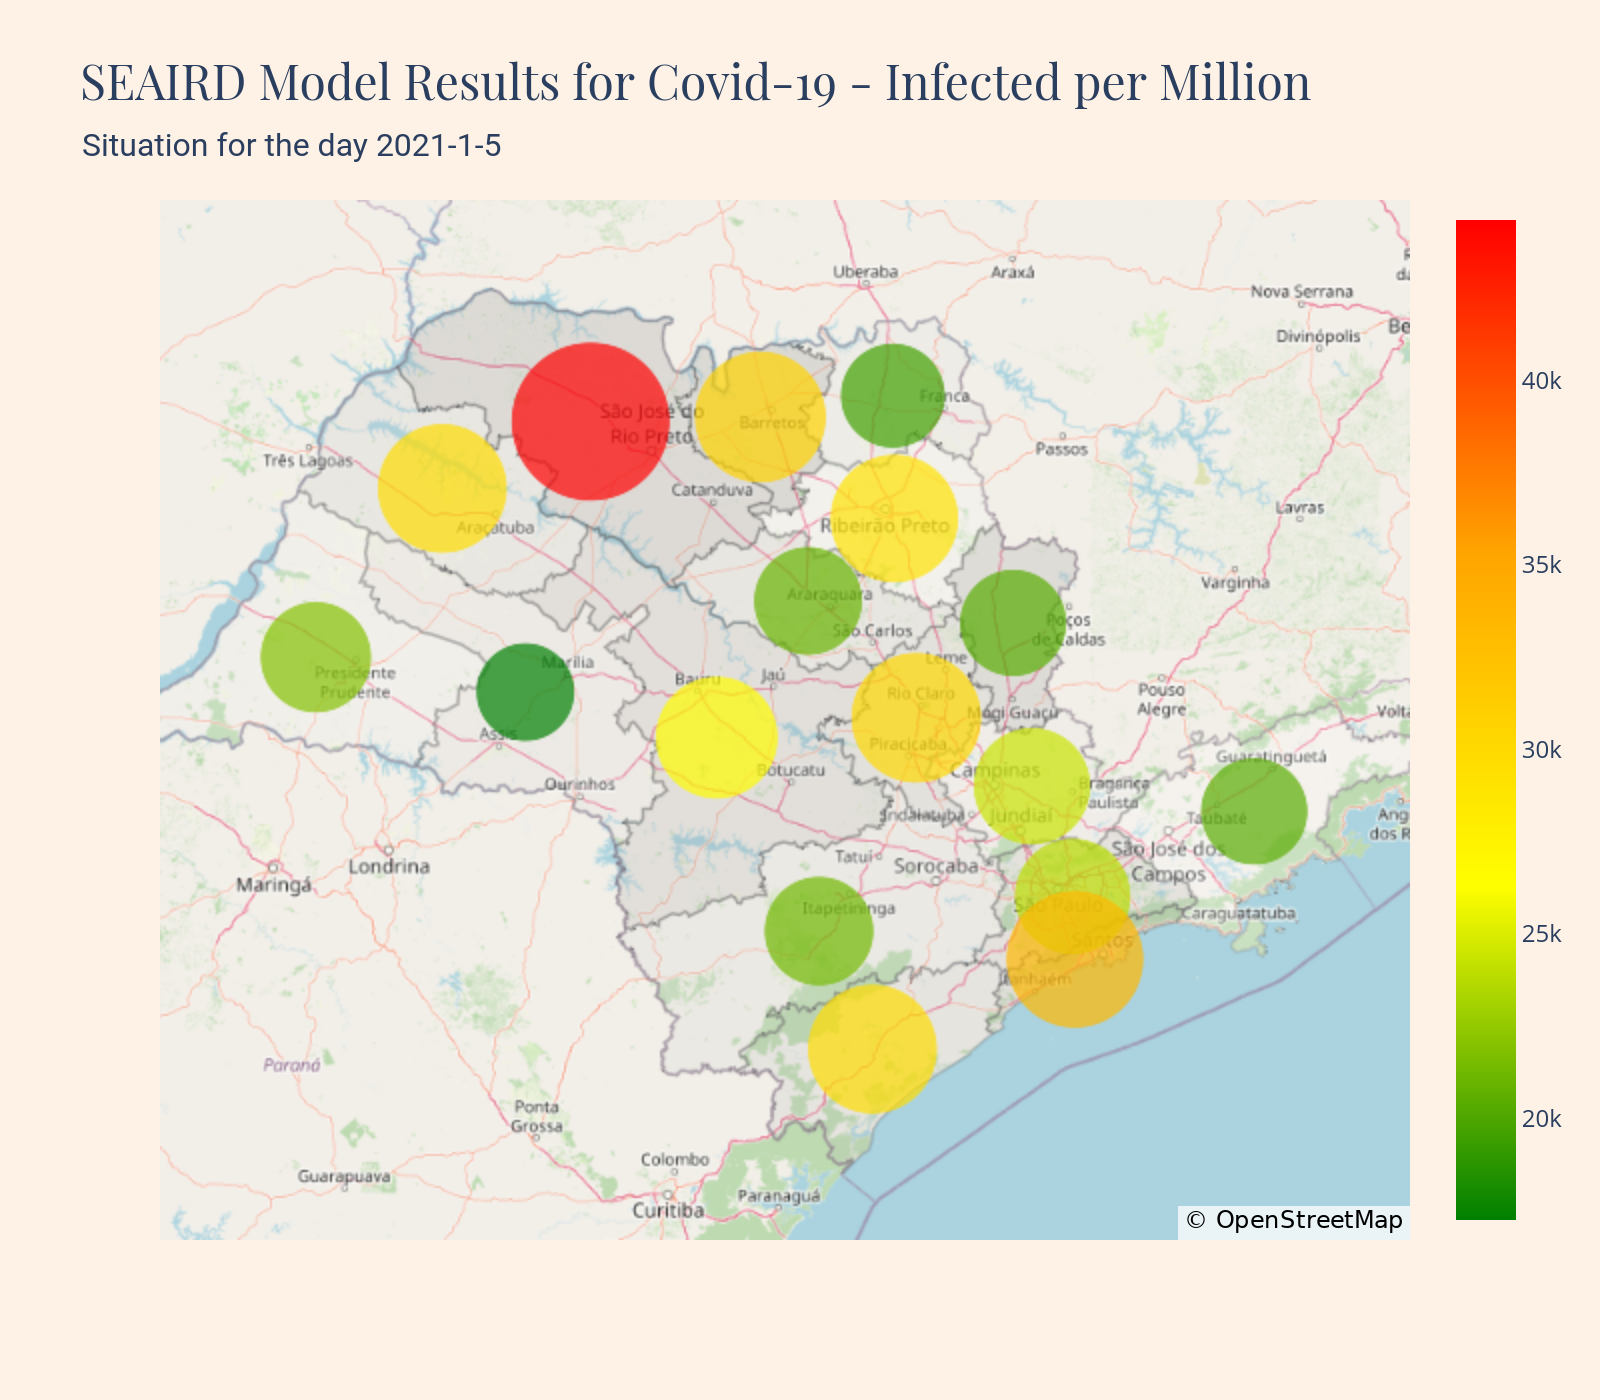 SEAIRD Model Results for Covid-19 - Infected per Million
Situation for the day 2021-1-5
Uberaba
Araxá
Nova Serrana
Divinópolis
Be
São José do
Rio Preto
Barretos
Franca
Passos
Três Lagoas
Catanduva
Araçatuba
Ribeirão Preto
Lavras
Varginha
Araraquara
São Carlos
Poços
de Caldas
Presidente
Prudente
Marília
Assis
Bauru
Jaú
Leme
Rio Claro
Mogi Guaçu
Pouso
Alegre
Volta
Piracicaba
Campinas
Guaratinguetá
Ourinhos
Botucatu
Bragança
Paulista
Indaiatuba
Jundiaí
Taubaté
Ang
dos R
Londrina
Maringá
Tatuí
Sorocaba
São José dos
Campos
Itapetininga
São Paulo
Caraguatatuba
Santos
Itanhaém
Paraná
Ponta
Grossa
Guarapuava
Colombo
Curitiba
Paranaguá
© OpenStreetMap
40k
35k
30k
25k
20k